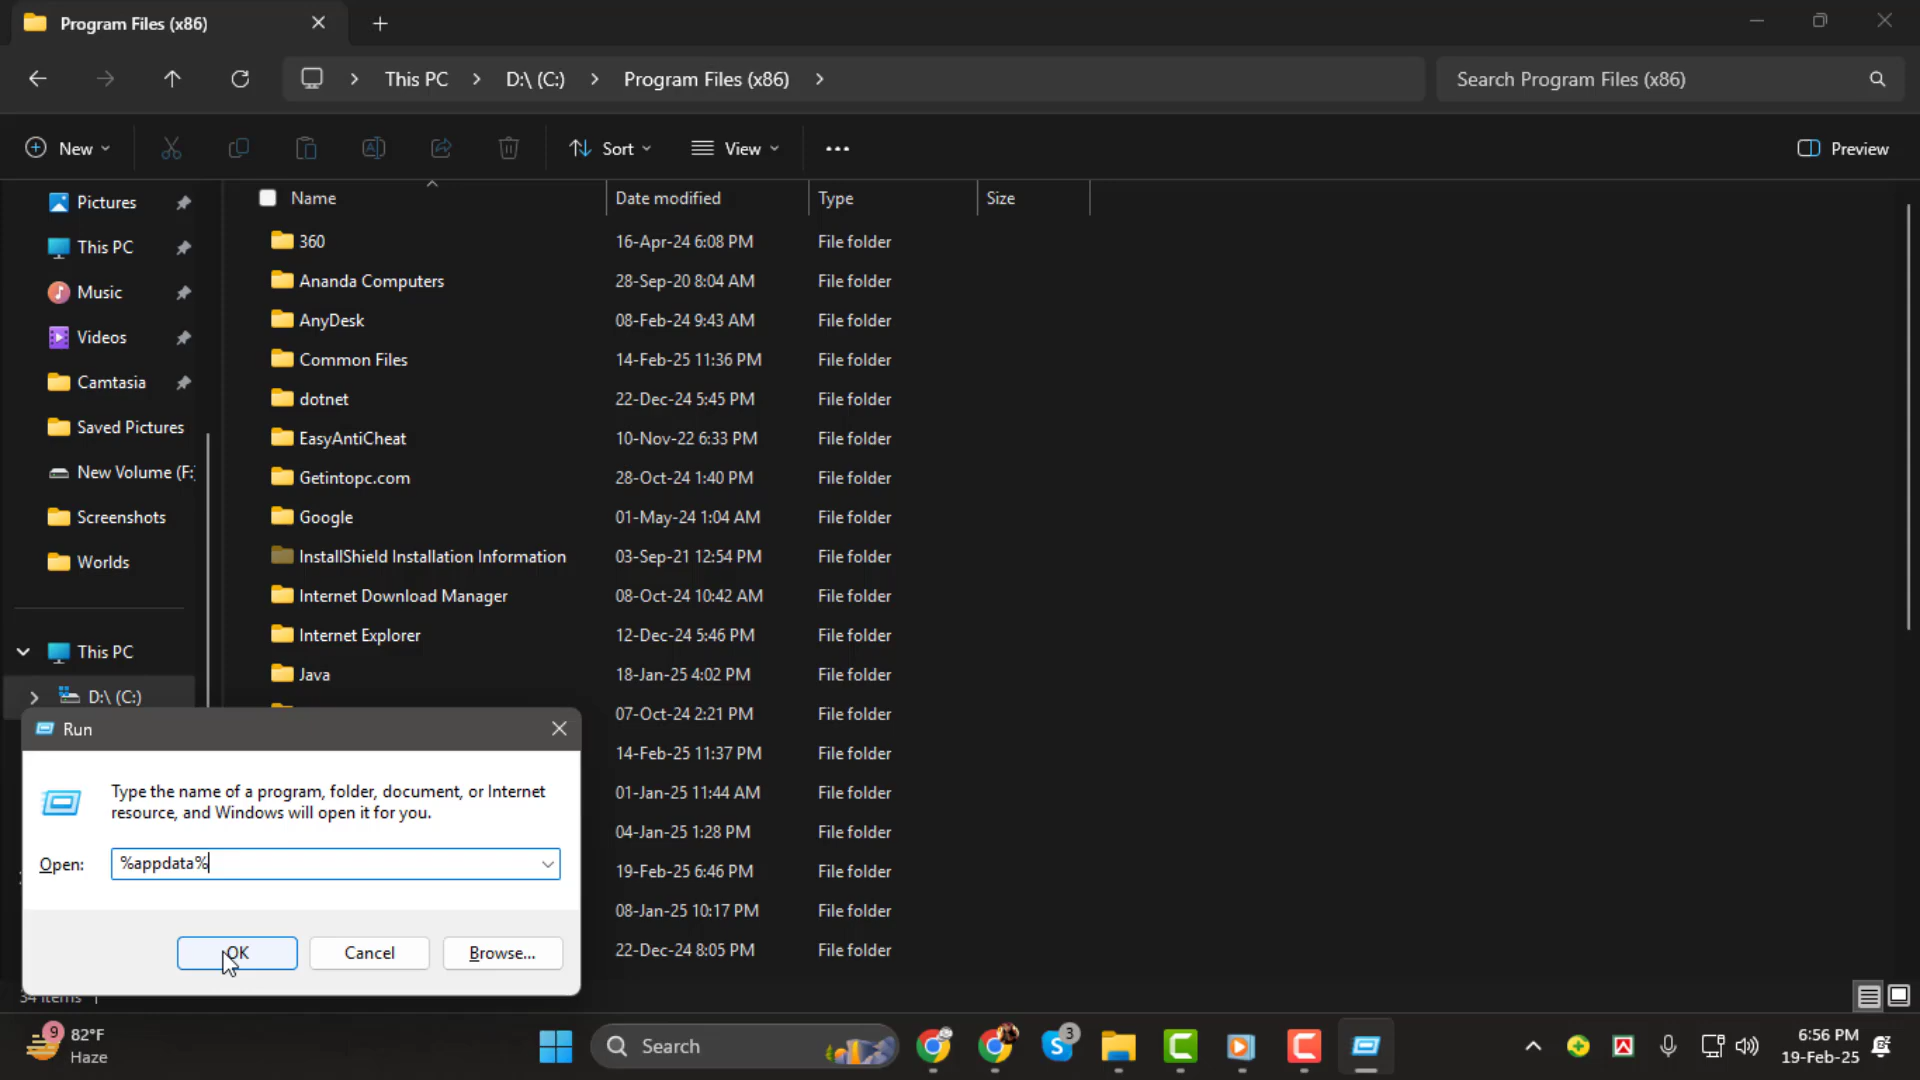 Program Files (x86)
This PC > D:\ (C:) > Program Files (x86) >
Search Program Files (x86)
New
Sort
View
Preview
Pictures
This PC
Music
Videos
Camtasia
Saved Pictures
New Volume (F:
Screenshots
Worlds
This PC
D:\ (C:)
Name Date modified Type Size
360 16-Apr-24 6:08 PM File folder
Ananda Computers 28-Sep-20 8:04 AM File folder
AnyDesk 08-Feb-24 9:43 AM File folder
Common Files 14-Feb-25 11:36 PM File folder
dotnet 22-Dec-24 5:45 PM File folder
EasyAntiCheat 10-Nov-22 6:33 PM File folder
Getintopc.com 28-Oct-24 1:40 PM File folder
Google 01-May-24 1:04 AM File folder
InstallShield Installation Information 03-Sep-21 12:54 PM File folder
Internet Download Manager 08-Oct-24 10:42 AM File folder
Internet Explorer 12-Dec-24 5:46 PM File folder
Java 18-Jan-25 4:02 PM File folder
07-Oct-24 2:21 PM File folder
14-Feb-25 11:37 PM File folder
01-Jan-25 11:44 AM File folder
04-Jan-25 1:28 PM File folder
19-Feb-25 6:46 PM File folder
08-Jan-25 10:17 PM File folder
22-Dec-24 8:05 PM File folder
Run
Type the name of a program, folder, document, or Internet
resource, and Windows will open it for you.
Open: %appdata%
OK Cancel Browse...
34 items
9
82°F
Haze
Search
3
6:56 PM
19-Feb-25